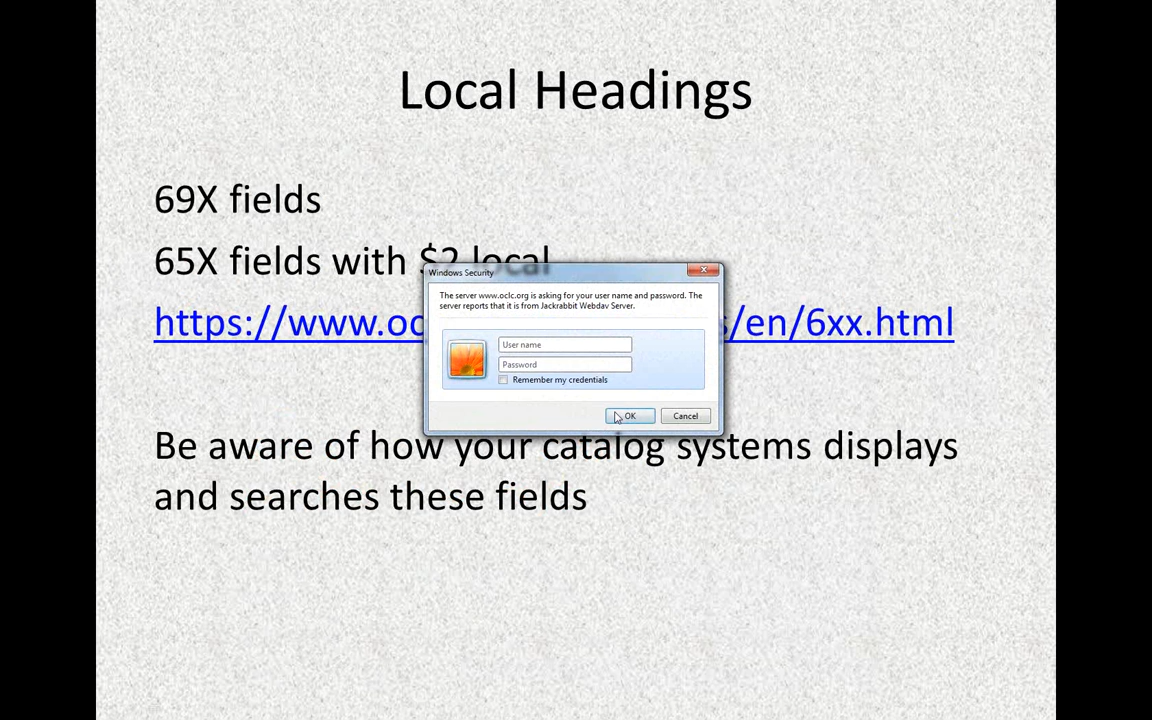 Local Headings
69X fields
65X fields with $2 local
Windows Security
The server www.oclc.org is asking for your user name and password. The
server reports that it is from Jackrabbit Webdav Server.
https://www.oc
s/en/6xx.html
User name
Password
Remember my credentials
OK
Cancel
Be aware of how your catalog systems displays
and searches these fields